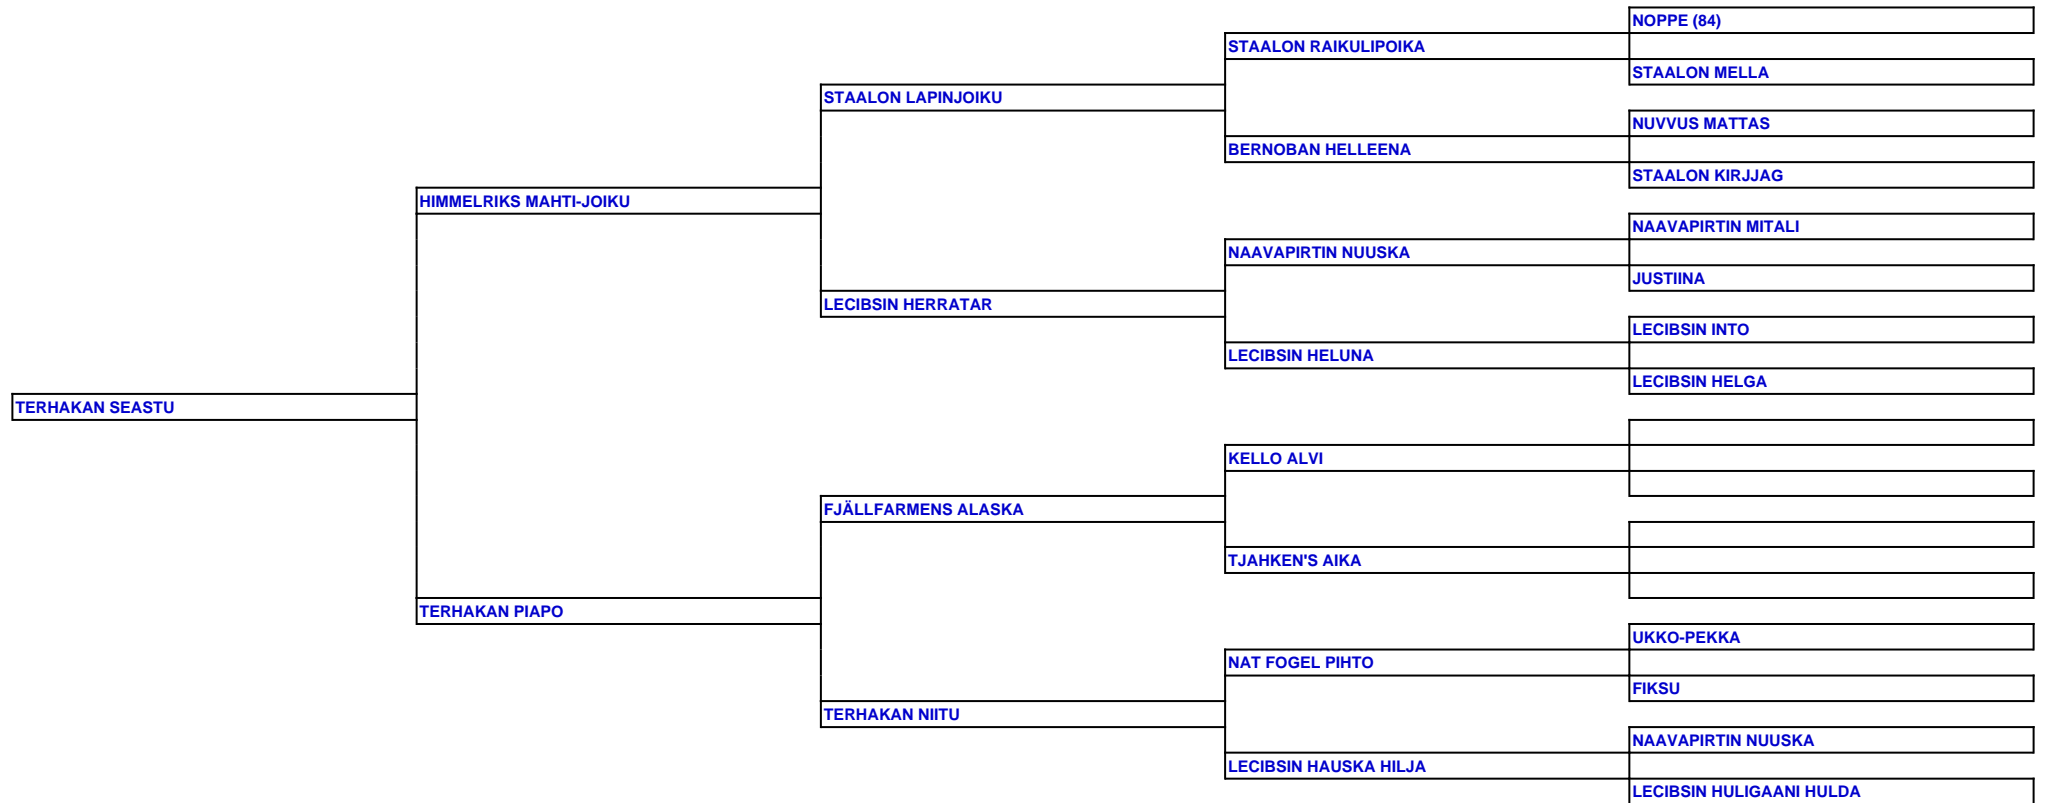 NOPPE (84)
STAALON RAIKULIPOIKA
STAALON MELLA
STAALON LAPINJOIKU
NUVVUS MATTAS
BERNOBAN HELLEENA
STAALON KIRJJAG
HIMMELRIKS MAHTI-JOIKU
NAAVAPIRTIN MITALI
NAAVAPIRTIN NUUSKA
JUSTIINA
LECIBSIN HERRATAR
LECIBSIN INTO
LECIBSIN HELUNA
LECIBSIN HELGA
TERHAKAN SEASTU
KELLO ALVI
FJÄLLFARMENS ALASKA
TJAHKEN'S AIKA
TERHAKAN PIAPO
UKKO-PEKKA
NAT FOGEL PIHTO
FIKSU
TERHAKAN NIITU
NAAVAPIRTIN NUUSKA
LECIBSIN HAUSKA HILJA
LECIBSIN HULIGAANI HULDA